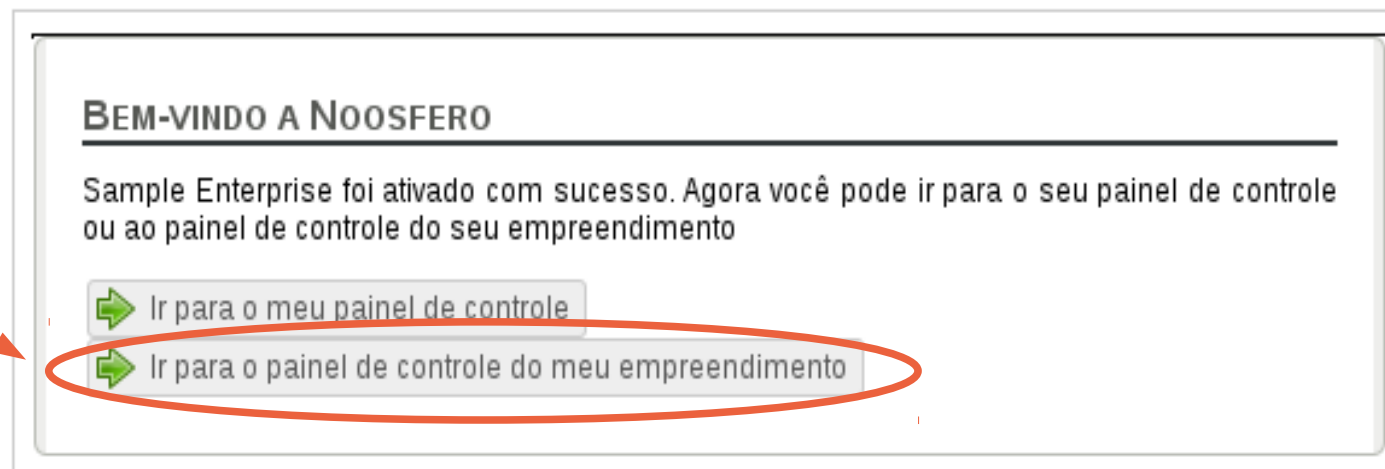 BEM-VINDO A NOOSFERO
Sample Enterprise foi ativado com sucesso. Agora você pode ir para o seu painel de controle
ou ao painel de controle do seu empreendimento
Ir para o meu painel de controle
Ir para o painel de controle do meu empreendimento